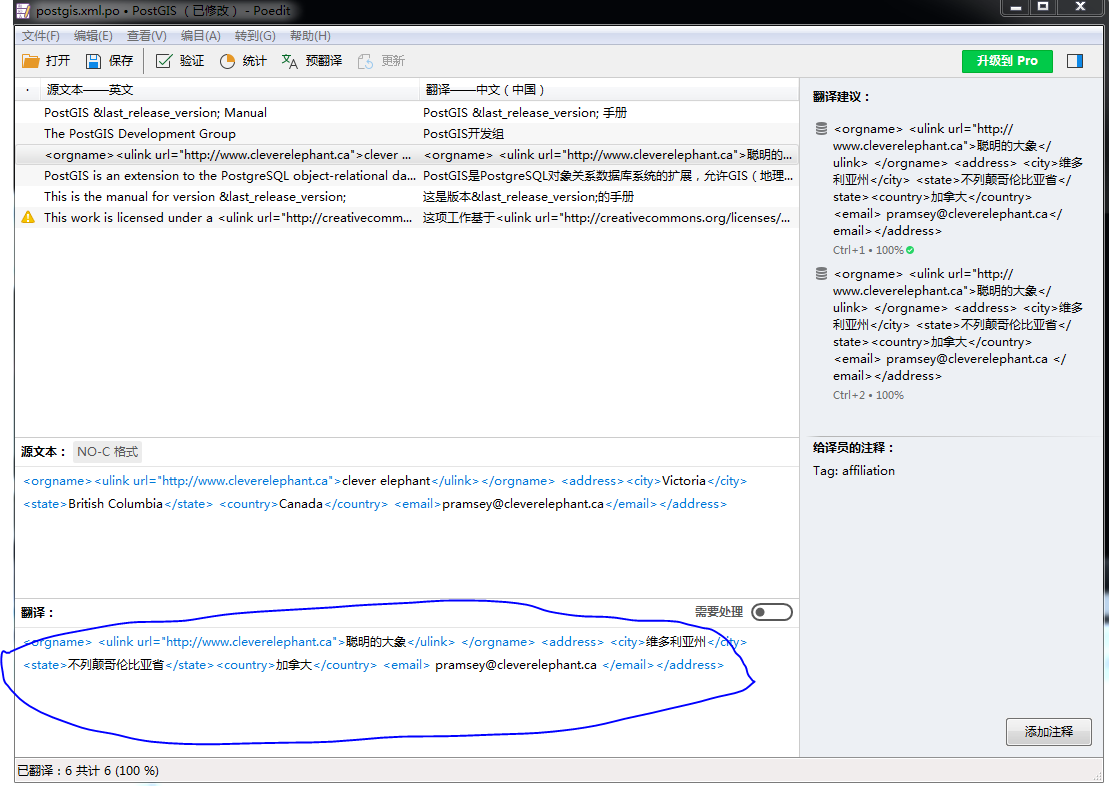 postgis.xml.po • PostGIS （已修改） - Poedit
文件(F) 编辑(E) 查看(V) 编目(A) 转到(G) 帮助(H)
打开 保存 验证 统计 预翻译 更新 升级到 Pro
· 源文本——英文 翻译——中文（中国）
PostGIS &last_release_version; Manual PostGIS &last_release_version; 手册
The PostGIS Development Group PostGIS开发组
<orgname><ulink url="http://www.cleverelephant.ca">clever ... <orgname> <ulink url="http://www.cleverelephant.ca">聪明的...
PostGIS is an extension to the PostgreSQL object-relational da... PostGIS是PostgreSQL对象关系数据库系统的扩展，允许GIS（地理...
This is the manual for version &last_release_version; 这是版本&last_release_version;的手册
This work is licensed under a <ulink url="http://creativecomm... 这项工作基于<ulink url="http://creativecommons.org/licenses/...
源文本： NO-C 格式
<orgname><ulink url="http://www.cleverelephant.ca">clever elephant</ulink></orgname> <address><city>Victoria</city>
<state>British Columbia</state> <country>Canada</country> <email>pramsey@cleverelephant.ca</email></address>
翻译： 需要处理
<orgname> <ulink url="http://www.cleverelephant.ca">聪明的大象</ulink> </orgname> <address> <city>维多利亚州</city>
<state>不列颠哥伦比亚省</state><country>加拿大</country> <email> pramsey@cleverelephant.ca </email></address>
翻译建议：
<orgname> <ulink url="http://
www.cleverelephant.ca">聪明的大象</
ulink> </orgname> <address> <city>维多
利亚州</city> <state>不列颠哥伦比亚省</
state><country>加拿大</country>
<email> pramsey@cleverelephant.ca</
email></address>
Ctrl+1 • 100%
<orgname> <ulink url="http://
www.cleverelephant.ca">聪明的大象</
ulink> </orgname> <address> <city>维多
利亚州</city> <state>不列颠哥伦比亚省</
state><country>加拿大</country>
<email> pramsey@cleverelephant.ca </
email></address>
Ctrl+2 • 100%
给译员的注释：
Tag: affiliation
添加注释
已翻译：6 共计 6 (100 %)